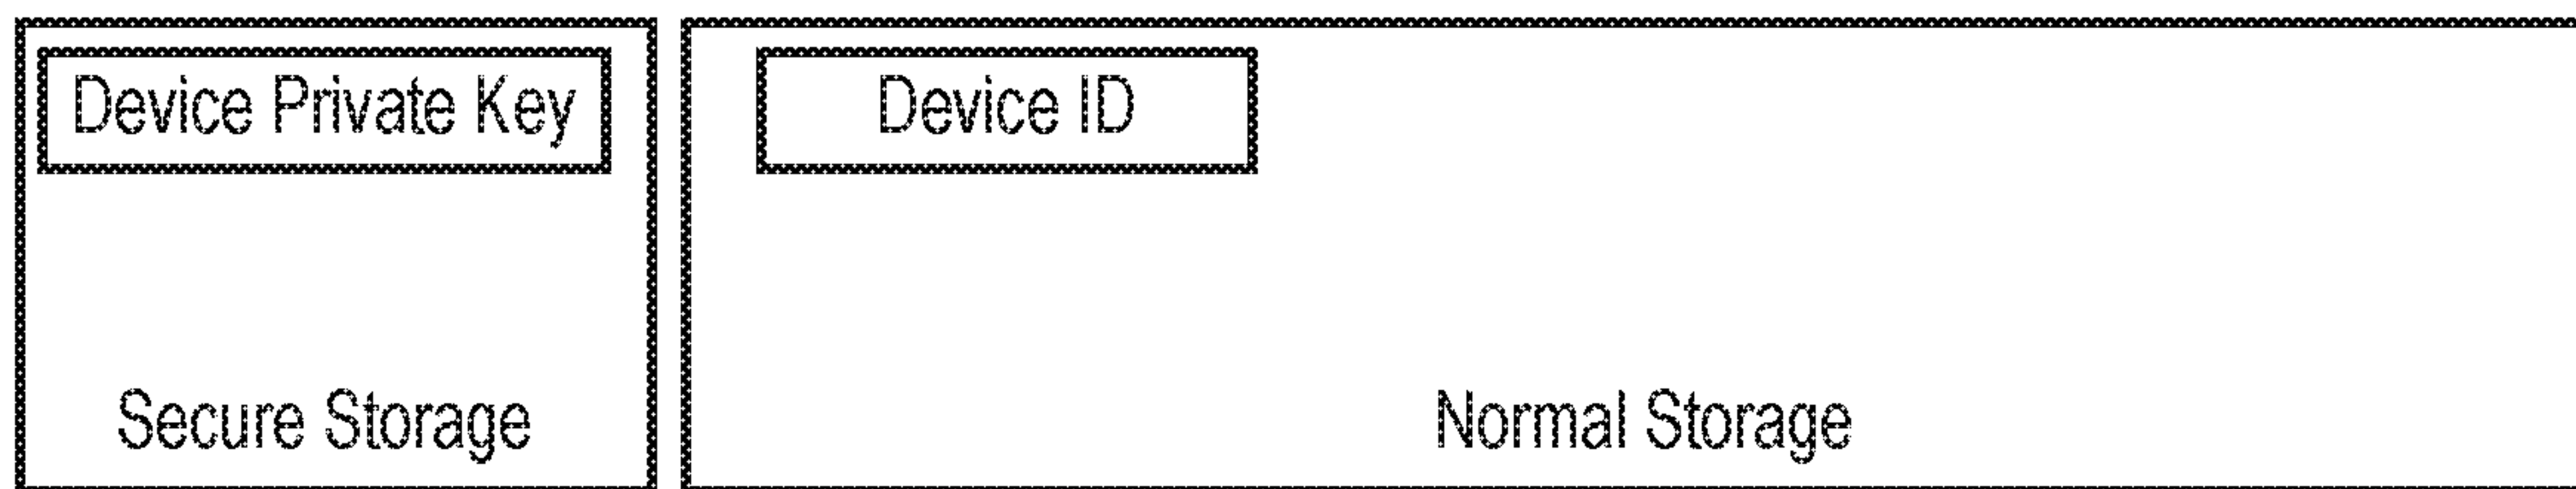 Device Private Key
Device ID
Secure Storage
Normal Storage